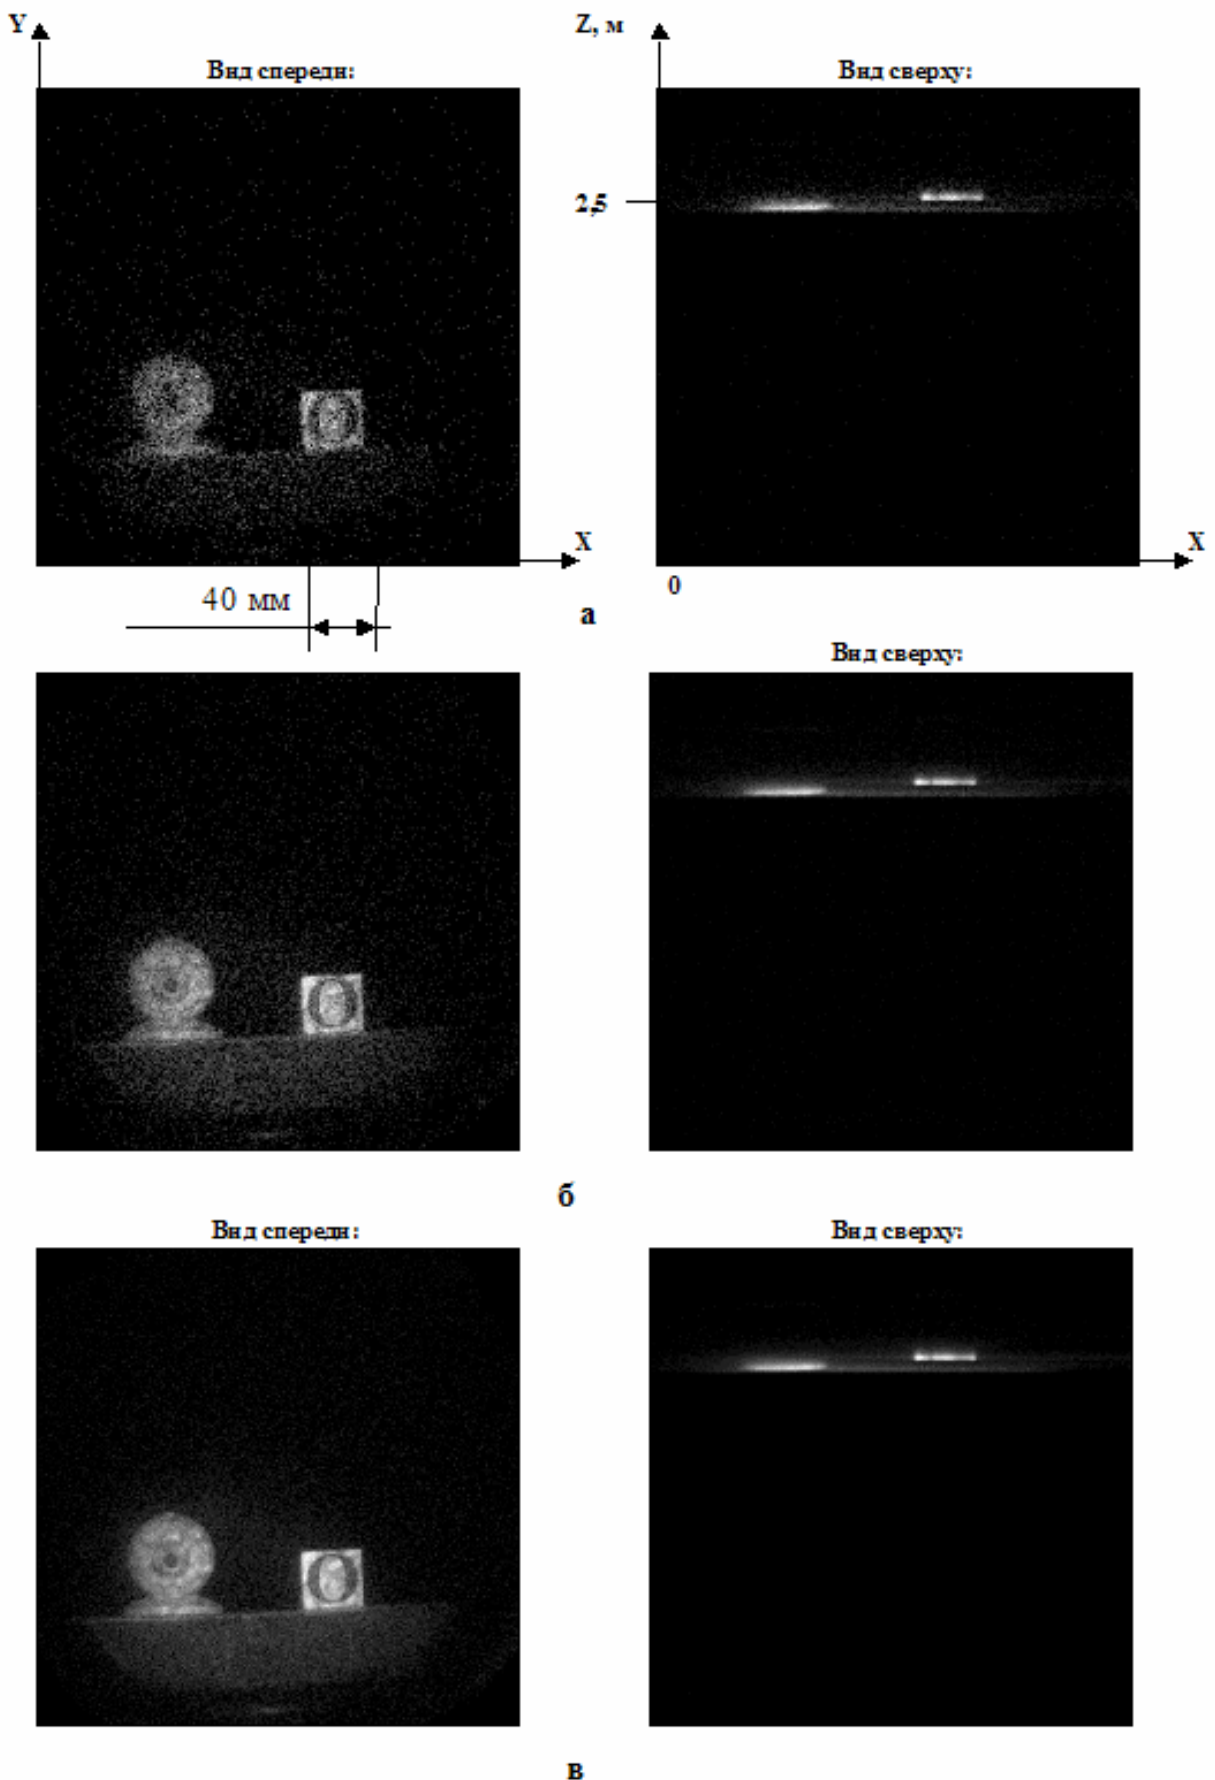 Y
Z, м
Вид спереди:
Вид сверху:
2,5
О
X
X
0
40 мм
а
Вид сверху:
О
б
Вид спереди:
Вид сверху:
О
в